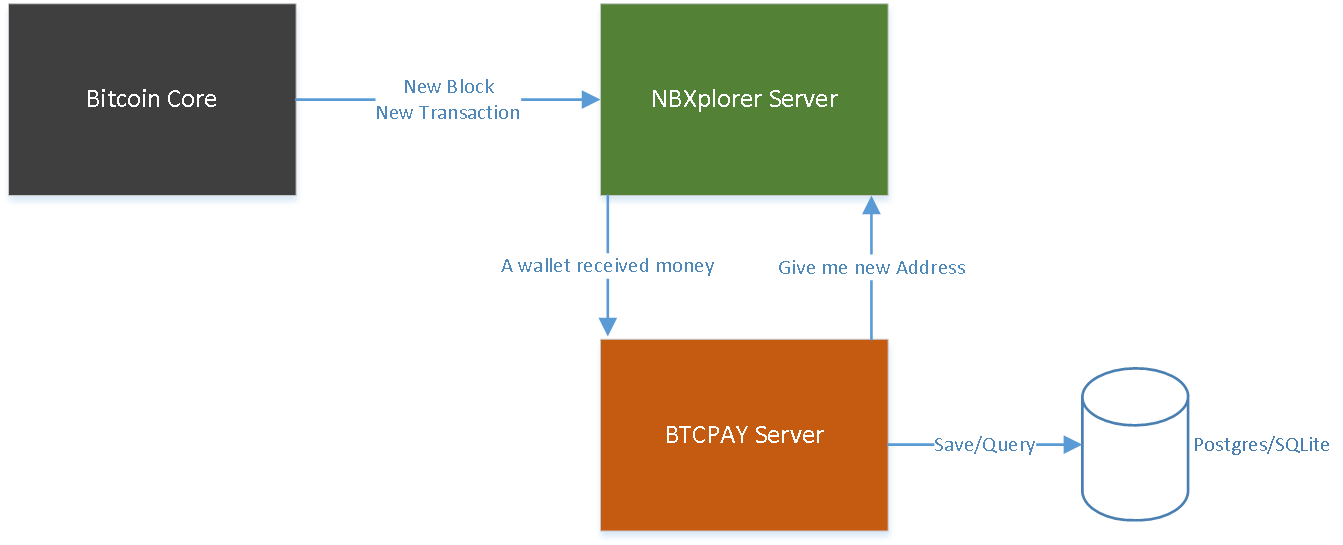 Bitcoin Core
New Block
New Transaction
NBXplorer Server
A wallet received money
Give me new Address
BTCPAY Server
Save/Query
Postgres/SQLite